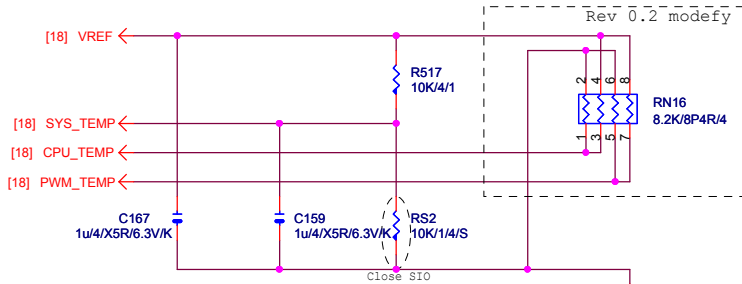 Rev 0.2 modefy
[18] VREF
R517
10K/4/1
2 4 6 8
RN16
8.2K/8P4R/4
[18] SYS_TEMP
1 3 5 7
[18] CPU_TEMP
[18] PWM_TEMP
C167
1u/4/X5R/6.3V/K
C159
1u/4/X5R/6.3V/K
RS2
10K/1/4/S
Close SIO